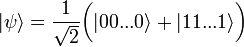 |ψ⟩ = 1/√2 (|00...0⟩ + |11...1⟩)